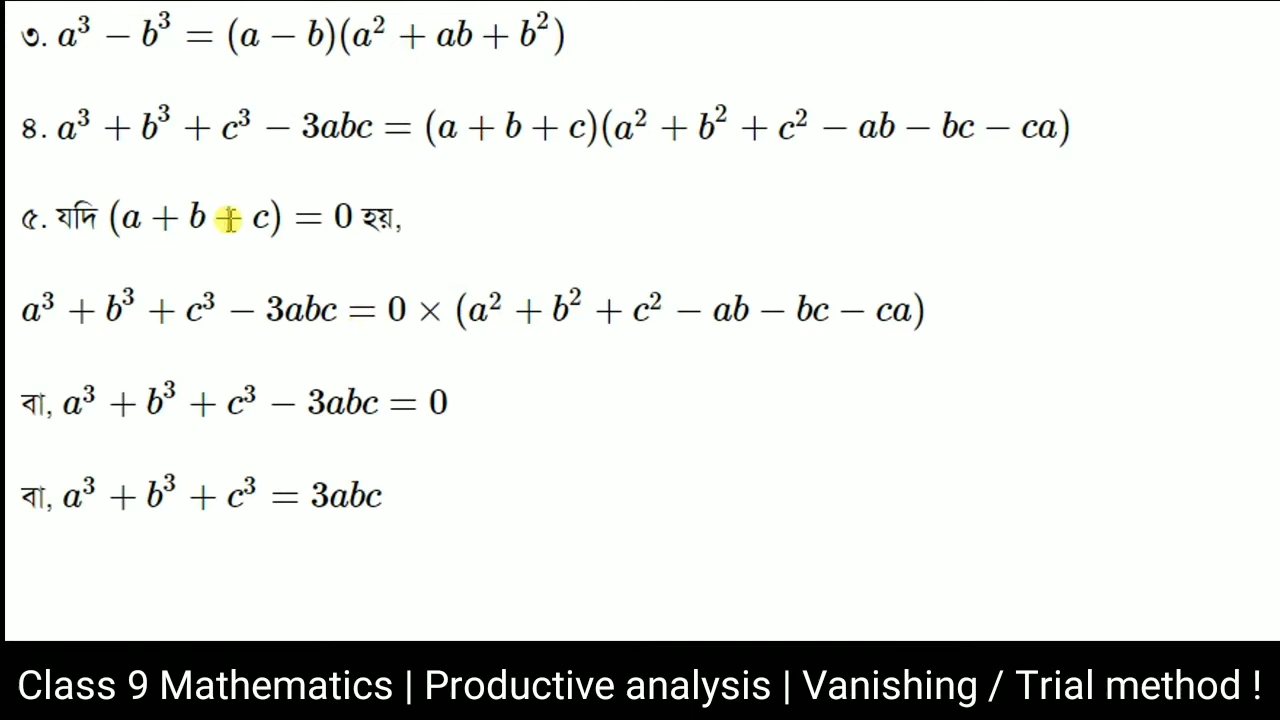 ৩. a³ − b³ = (a − b)(a² + ab + b²)
8. a³ + b³ + c³ − 3abc = (a + b + c)(a² + b² + c² − ab − bc − ca)
৫. যদি (a + b + c) = 0 হয়,
a³ + b³ + c³ − 3abc = 0 × (a² + b² + c² − ab − bc − ca)
বা, a³ + b³ + c³ − 3abc = 0
বা, a³ + b³ + c³ = 3abc
Class 9 Mathematics | Productive analysis | Vanishing / Trial method !